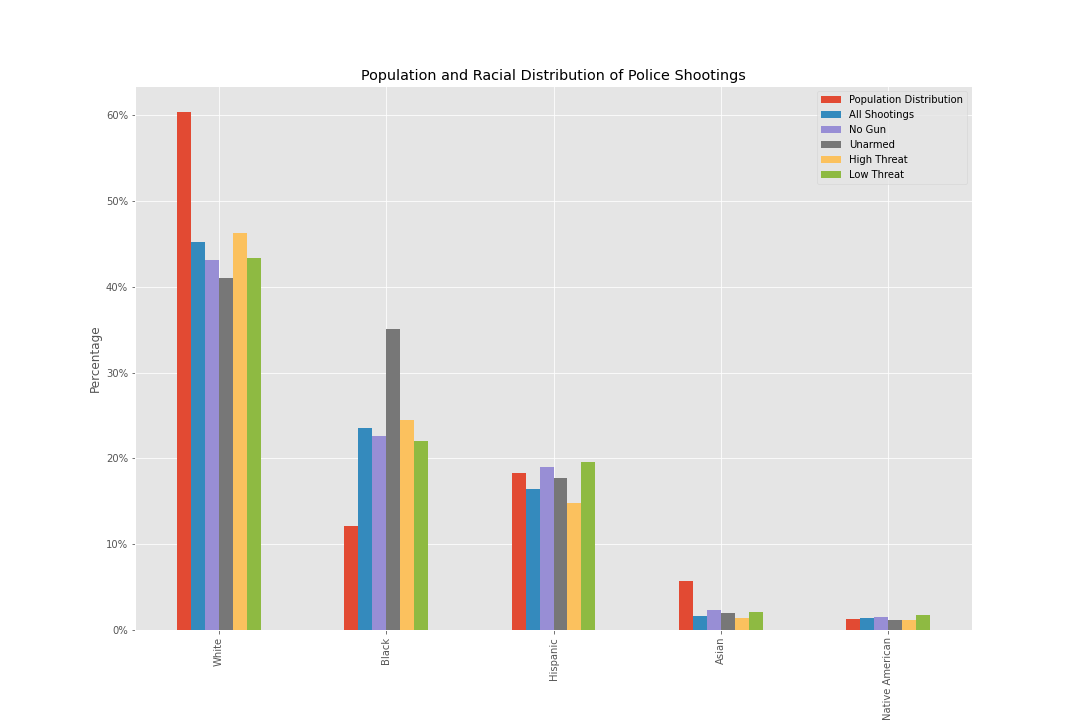 Population and Racial Distribution of Police Shootings
Population Distribution
All Shootings
No Gun
Unarmed
High Threat
Low Threat
60%
50%
40%
30%
20%
10%
0%
Percentage
White
Black
Hispanic
Asian
Native American